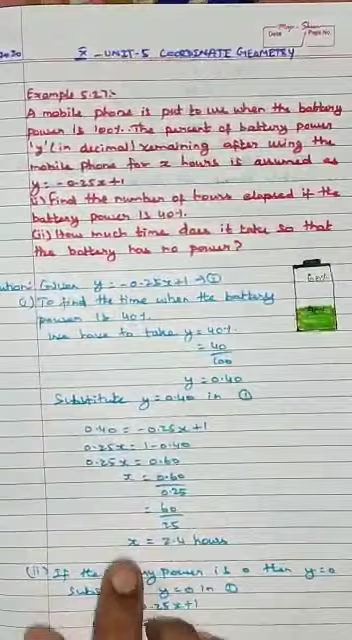 Date
Page No.
X - UNIT-5 COORDINATE GEOMETRY
Example 5.27:-
A mobile phone is put to use when the battery
power is 100%. The percent of battery power
'y' (in decimal) remaining after using the
mobile phone for x hours is assumed as
y = -0.25x+1
(i) Find the number of hours elapsed if the
battery power is 40%.
(ii) How much time does it take so that
the battery has no power?
Given y = -0.25x+1 → ①
(i) To find the time when the battery
power is 40%.
We have to take y = 40%
= 40
100
y = 0.40
Substitute y = 0.40 in ①
0.40 = -0.25x+1
0.25x = 1-0.40
0.25x = 0.60
x = 0.60
0.25
= 60
25
x = 2.4 hours
(ii) If the power is 0 then y=0
y=0 in ①
.25x+1
60%